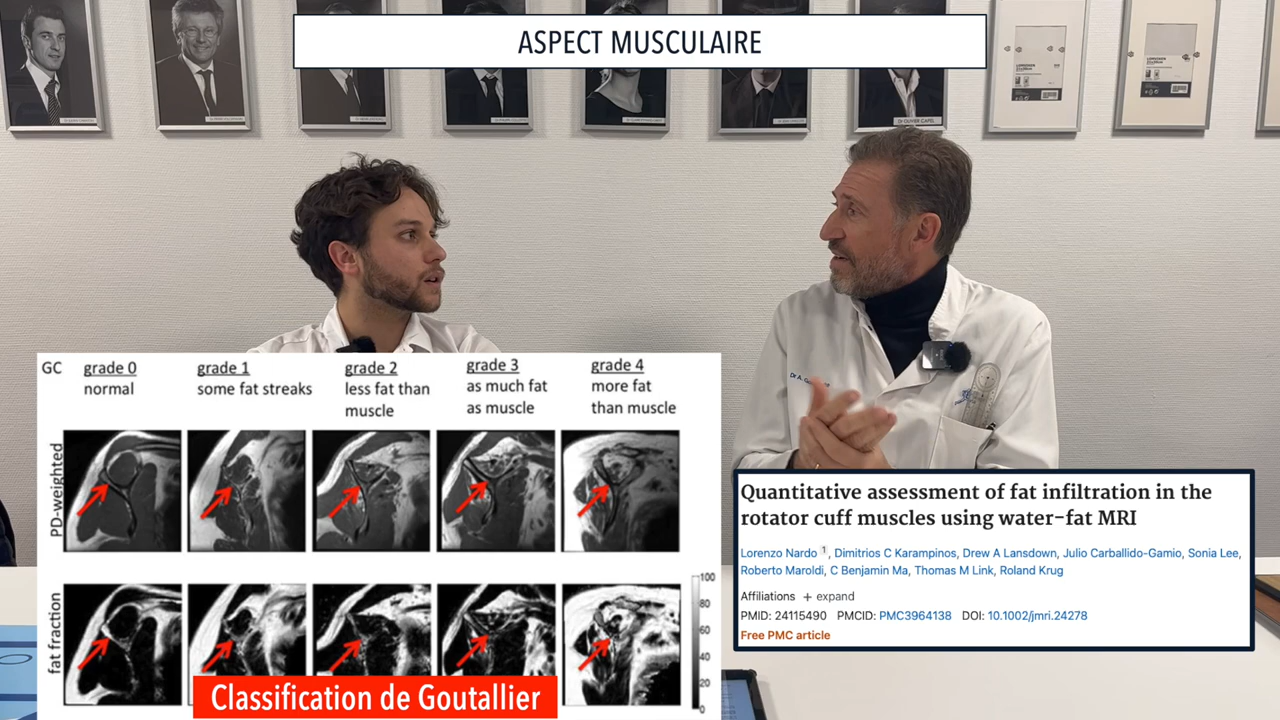 ASPECT MUSCULAIRE
Dr OLIVIER CAPEL
Dr A.
GC
grade 0
normal
grade 1
some fat streaks
grade 2
less fat than
muscle
grade 3
as much fat
as muscle
grade 4
more fat
than muscle
PD-weighted
fat fraction
100
80
60
40
20
0
Classification de Goutallier
Quantitative assessment of fat infiltration in the
rotator cuff muscles using water-fat MRI
Lorenzo Nardo 1, Dimitrios C Karampinos, Drew A Lansdown, Julio Carballido-Gamio, Sonia Lee,
Roberto Maroldi, C Benjamin Ma, Thomas M Link, Roland Krug
Affiliations + expand
PMID: 24115490 PMCID: PMC3964138 DOI: 10.1002/jmri.24278
Free PMC article